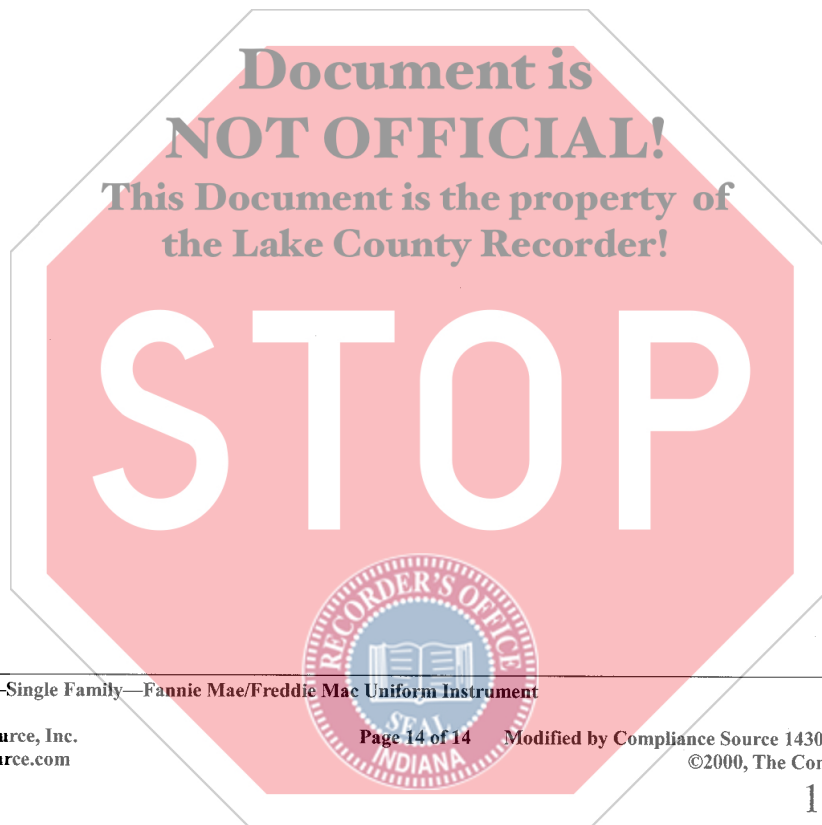 Document is
NOT OFFICIAL!
This Document is the property of
the Lake County Recorder!
STOP
RECORDER'S OFFICE
SEAL
INDIANA
–Single Family—Fannie Mae/Freddie Mac Uniform Instrument
urce, Inc.
Page 14 of 14 Modified by Compliance Source 1430
rce.com
©2000, The Con
1